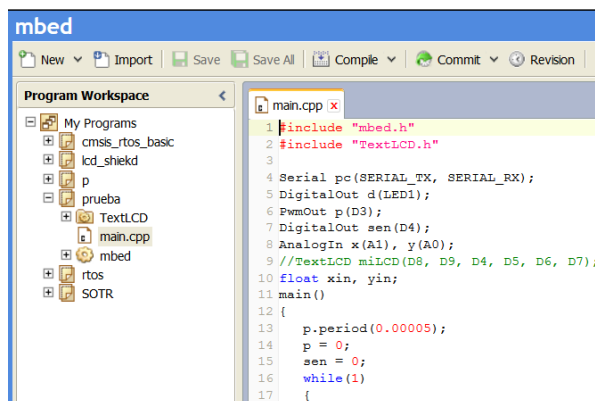 mbed
New Import Save Save All Compile Commit Revision
Program Workspace
My Programs
cmsis_rtos_basic
lcd_shiekd
p
prueba
TextLCD
main.cpp
mbed
rtos
SOTR
main.cpp
1 #include "mbed.h"
2 #include "TextLCD.h"
3
4 Serial pc(SERIAL_TX, SERIAL_RX);
5 DigitalOut d(LED1);
6 PwmOut p(D3);
7 DigitalOut sen(D4);
8 AnalogIn x(A1), y(A0);
9 //TextLCD miLCD(D8, D9, D4, D5, D6, D7);
10 float xin, yin;
11 main()
12 {
13 p.period(0.00005);
14 p = 0;
15 sen = 0;
16 while(1)
17 {